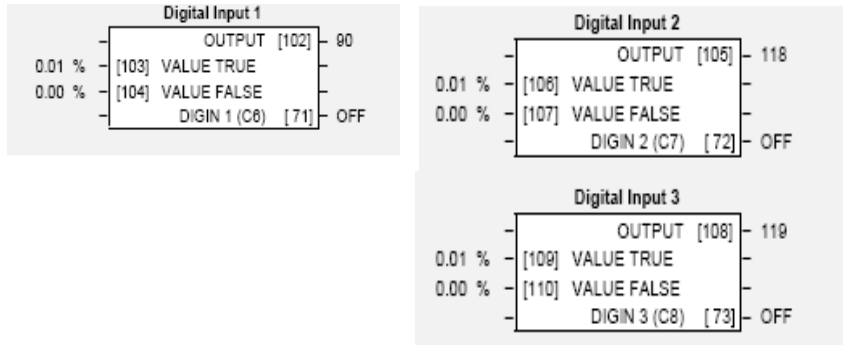 Digital Input 1
OUTPUT [102] 90
0.01 % [103] VALUE TRUE
0.00 % [104] VALUE FALSE
DIGIN 1 (C6) [ 71] OFF
Digital Input 2
OUTPUT [105] 118
0.01 % [106] VALUE TRUE
0.00 % [107] VALUE FALSE
DIGIN 2 (C7) [ 72] OFF
Digital Input 3
OUTPUT [108] 119
0.01 % [109] VALUE TRUE
0.00 % [110] VALUE FALSE
DIGIN 3 (C8) [ 73] OFF